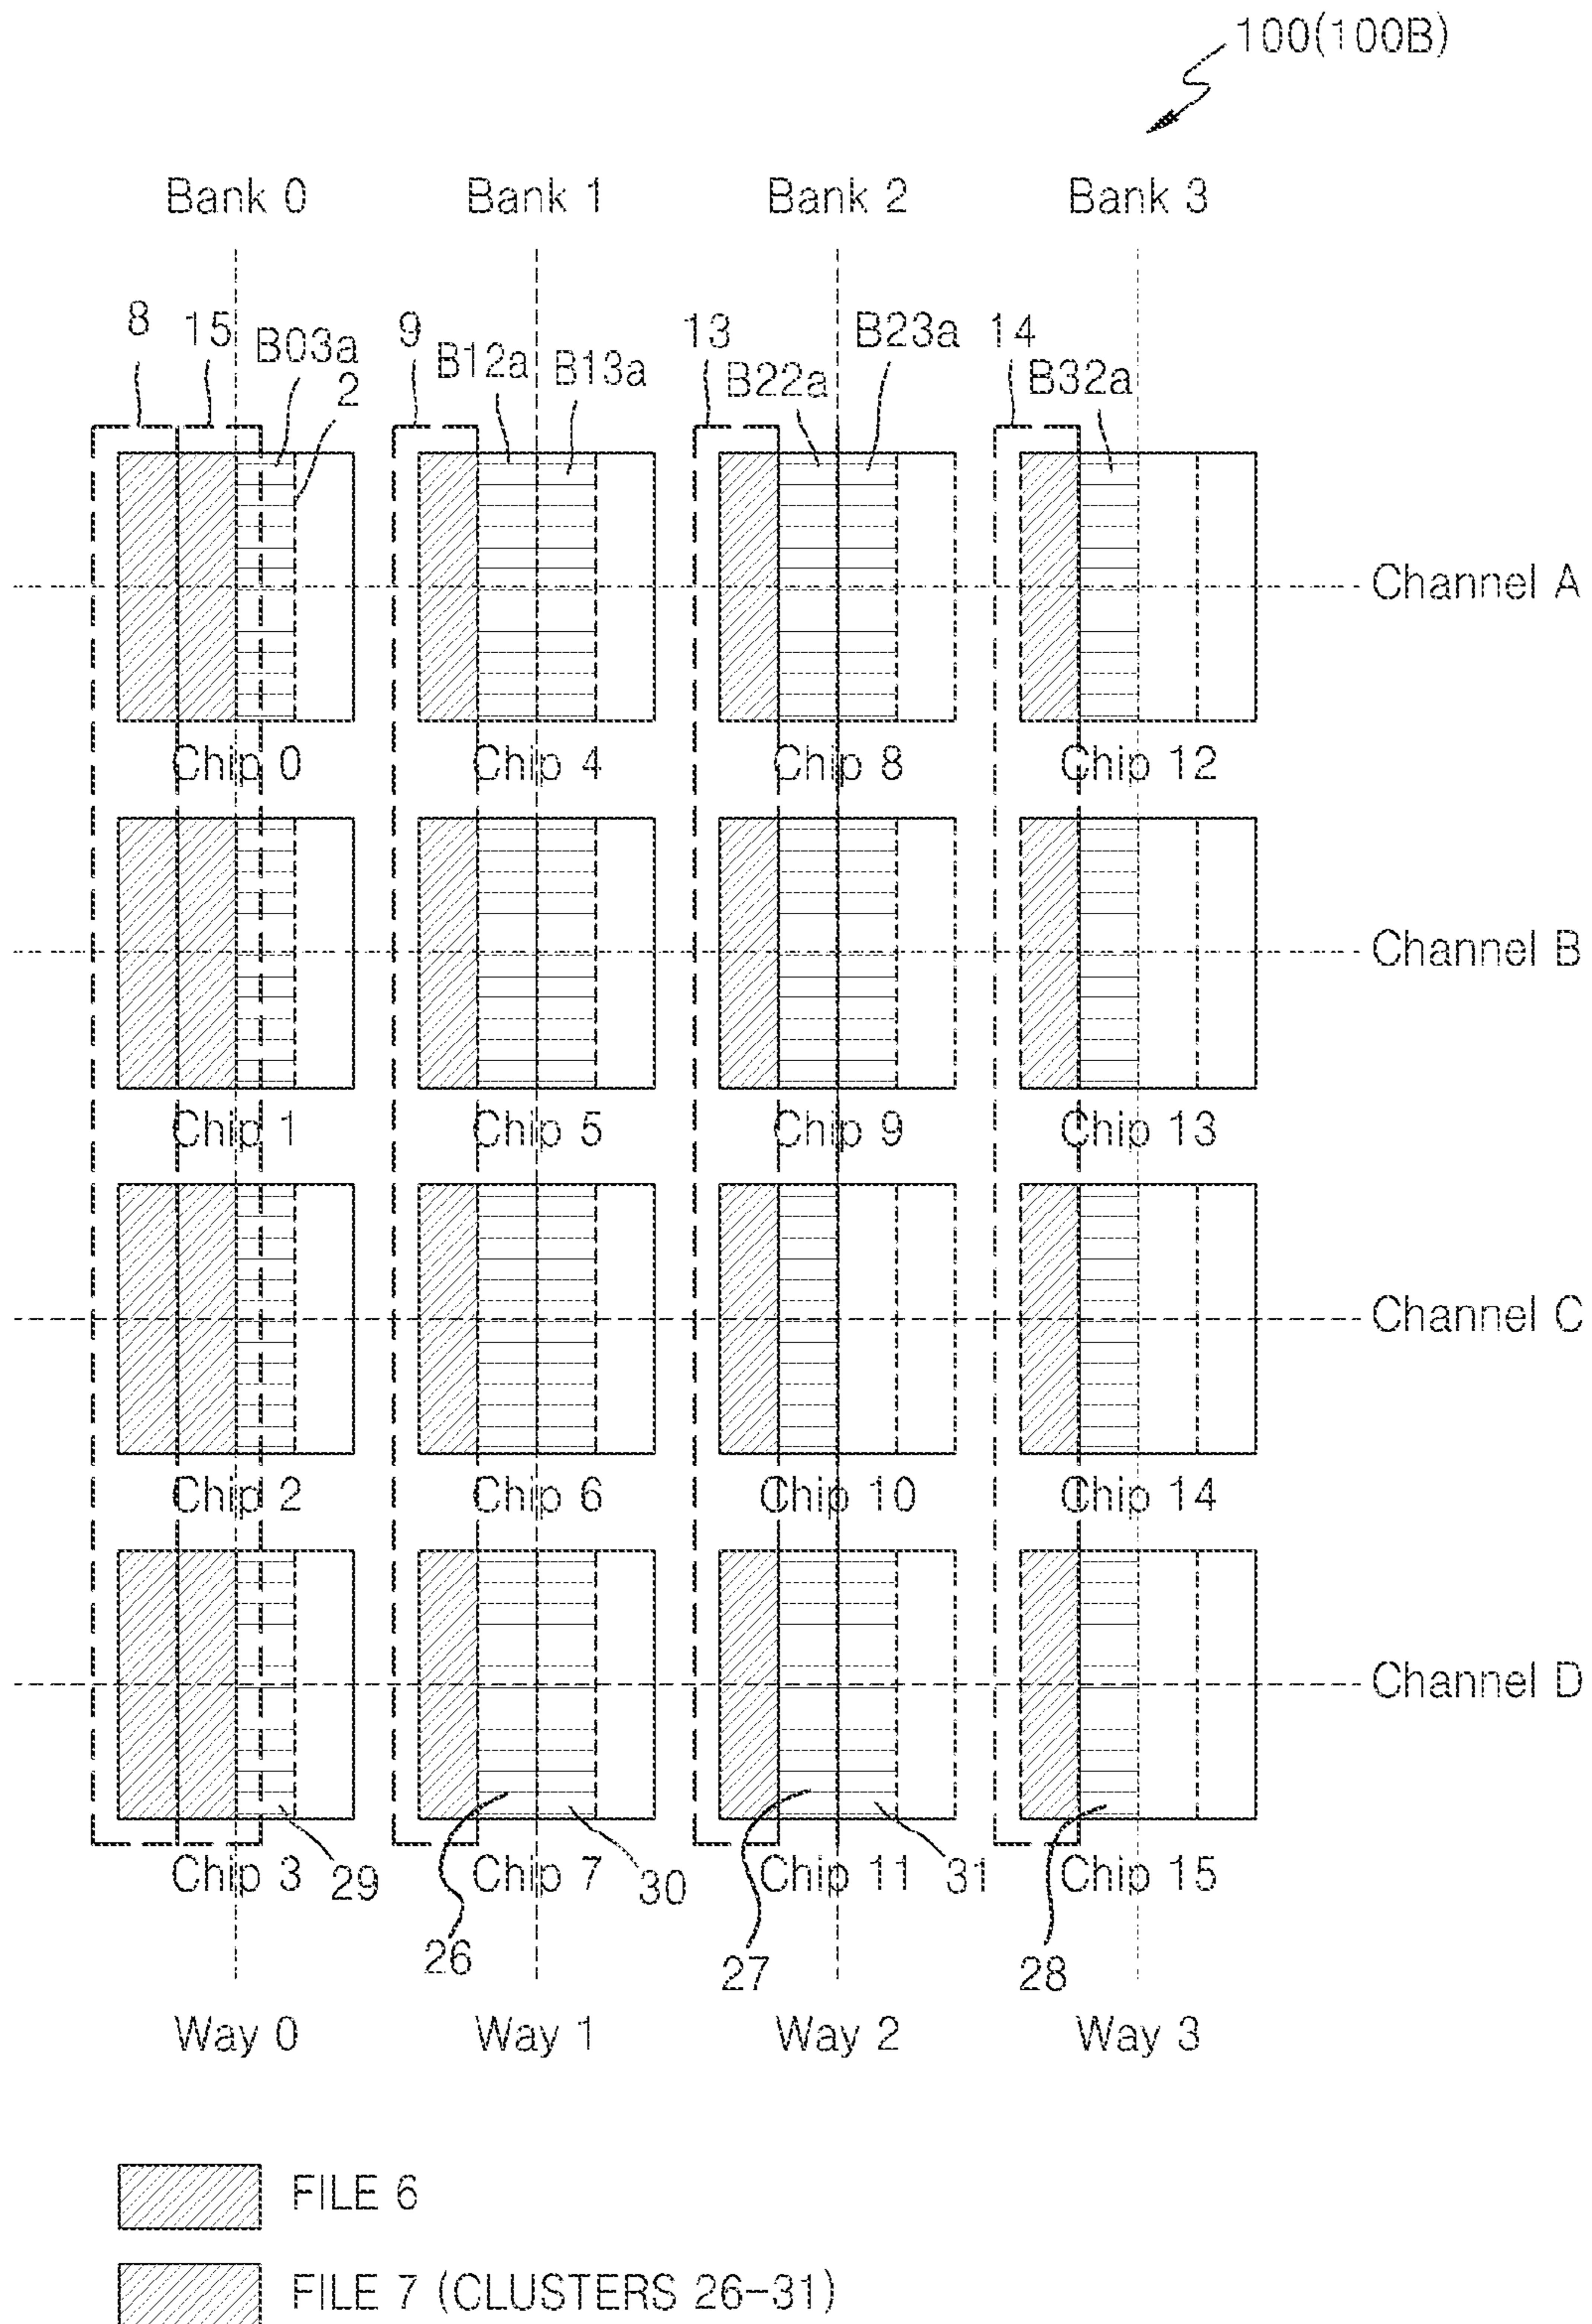 100(100B)
Bank 0 Bank 1 Bank 2 Bank 3
8 15 B03a 2 9 B12a B13a 13 B22a B23a 14 B32a
Channel A
Chip 0 Chip 4 Chip 8 Chip 12
Channel B
Chip 1 Chip 5 Chip 9 Chip 13
Channel C
Chip 2 Chip 6 Chip 10 Chip 14
Channel D
Chip 3 29 Chip 7 30 Chip 11 31 Chip 15
26 27 28
Way 0 Way 1 Way 2 Way 3
FILE 6
FILE 7 (CLUSTERS 26-31)